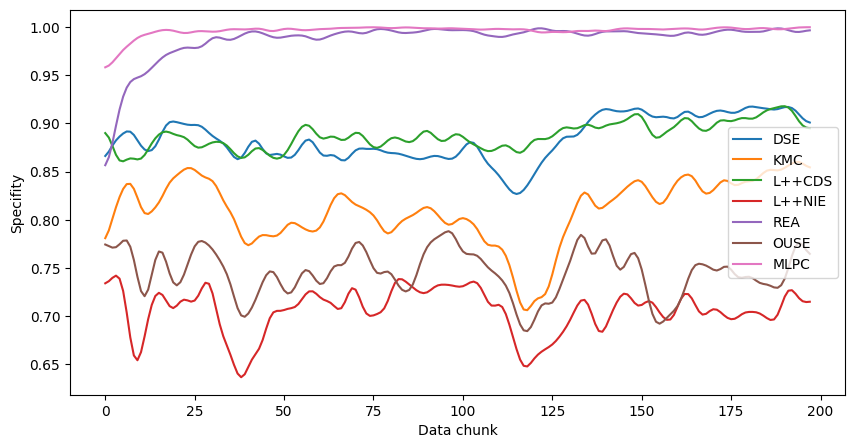 1.00
0.95
0.90
0.85
0.80
0.75
0.70
0.65
Specifity
0
25
50
75
100
125
150
175
200
Data chunk
DSE
KMC
L++CDS
L++NIE
REA
OUSE
MLPC